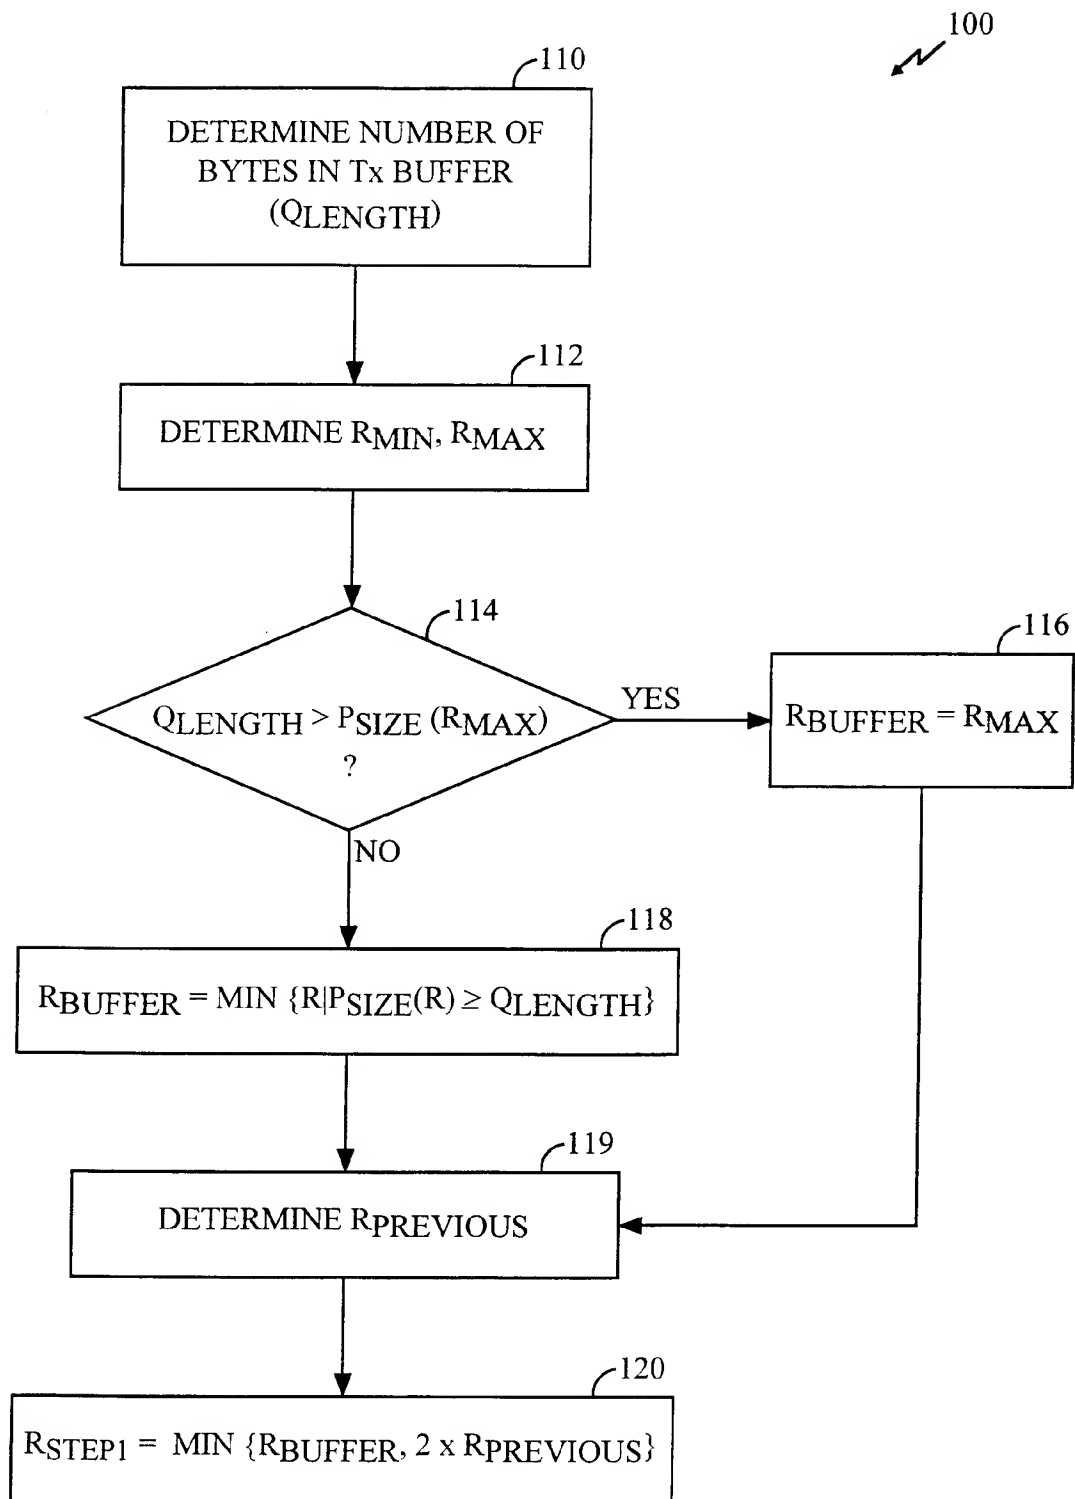 100
110
DETERMINE NUMBER OF
BYTES IN Tx BUFFER
(QLENGTH)
112
DETERMINE RMIN, RMAX
114
QLENGTH > PSIZE (RMAX)
?
YES
116
RBUFFER = RMAX
NO
118
RBUFFER = MIN {R|PSIZE(R) ≥ QLENGTH}
119
DETERMINE RPREVIOUS
120
RSTEP1 = MIN {RBUFFER, 2 x RPREVIOUS}